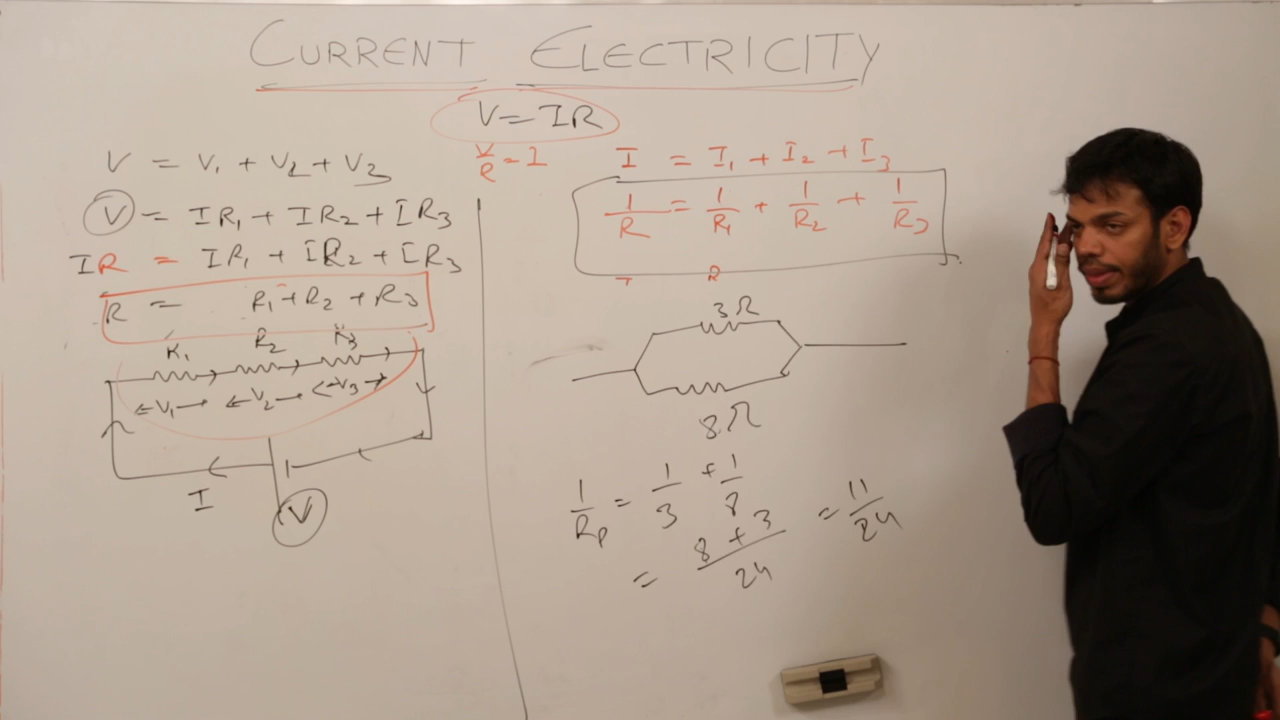 CURRENT ELECTRICITY
V = IR
V/R = I
V = V₁ + V₂ + V₃
V = IR₁ + IR₂ + IR₃
IR = IR₁ + IR₂ + IR₃
R = R₁ + R₂ + R₃
R₁ R₂ R₃
V₁ V₂ V₃
I
V
I = I₁ + I₂ + I₃
1/R = 1/R₁ + 1/R₂ + 1/R₃
3Ω
8Ω
1/Rp = 1/3 + 1/8
= 8 + 3/24 = 11/24